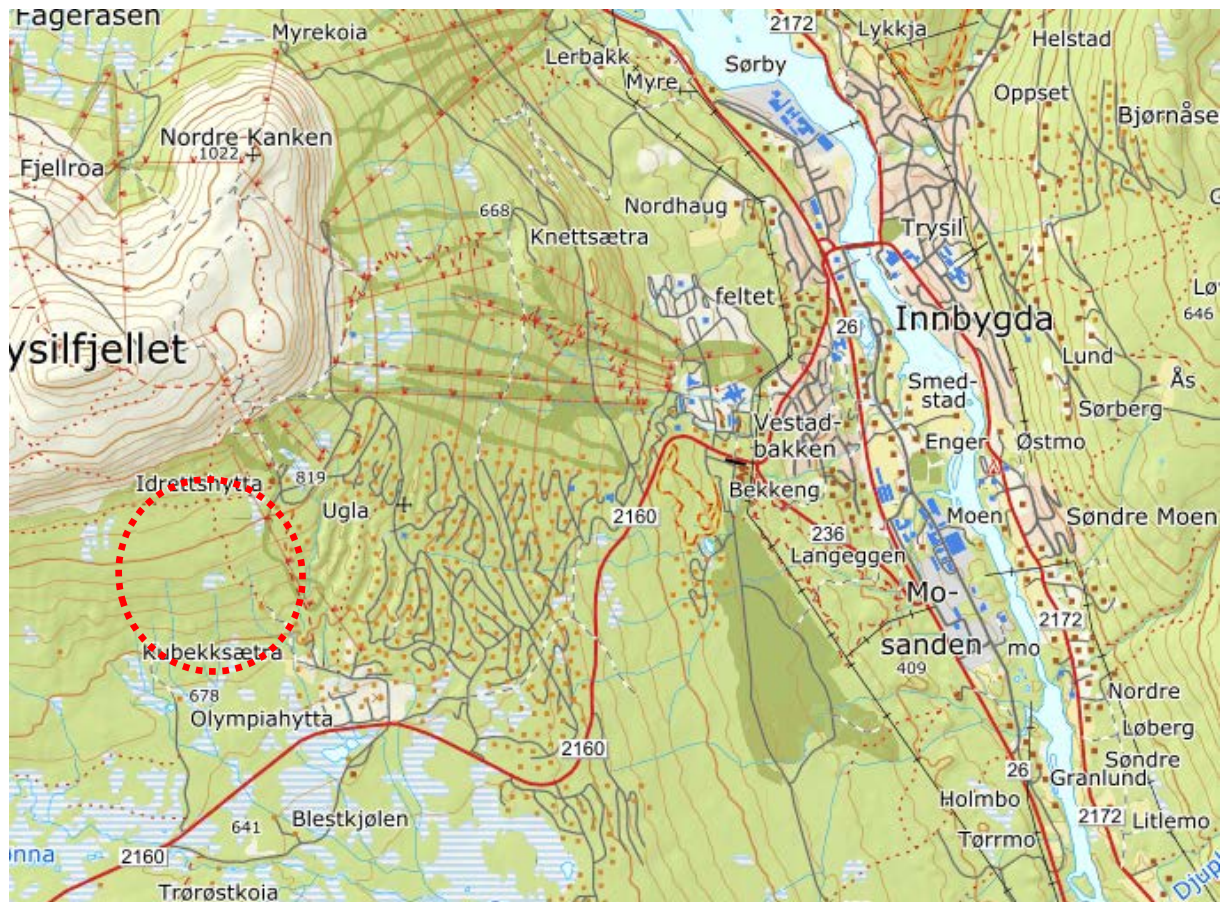 Fageråsen
Myrekoia
2172
Lykkja
Helstad
Lerbakk
Sørby
Myre
Oppset
Bjørnåse
Nordre Kanken
1022
Fjellroa
668
Nordhaug
Trysil
Knettsætra
feltet
Innbygda
26
646
ysilfjellet
Lund
Ås
Smed-
stad
Sørberg
Vestad-
bakken
Enger
Østmo
Idrettshytta
819
Ugla
Bekkeng
2160
236
Moen
Søndre Moen
Langeggen
Mo-
sanden
2172
mo
Kubekksætra
409
678
Olympiahytta
Nordre
Løberg
2160
Søndre
26
Granlund
Holmbo
Blestkjølen
641
2172
Litlemo
onna
2160
Tørrmo
Trørøstkoia
Djupb